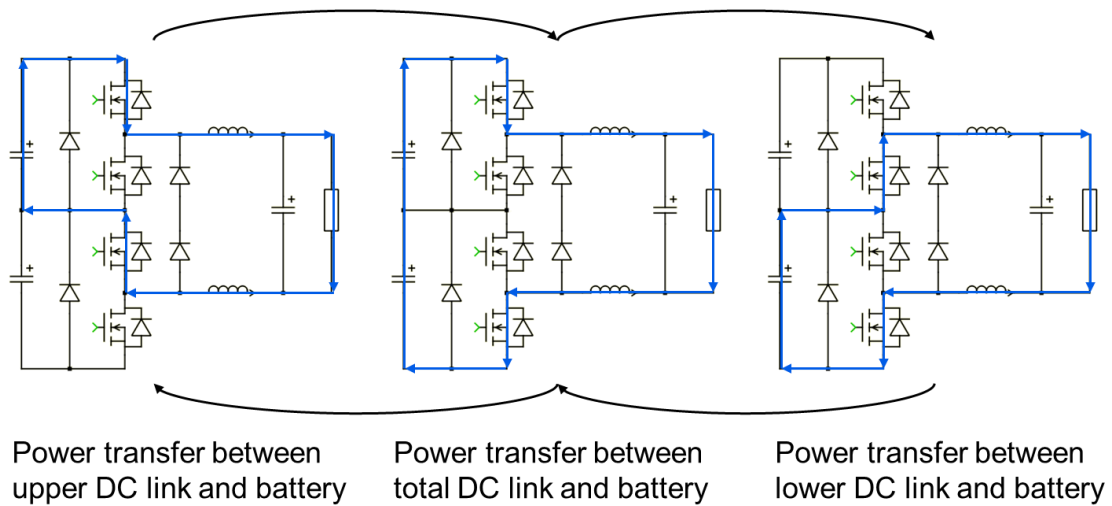 Power transfer between
upper DC link and battery
Power transfer between
total DC link and battery
Power transfer between
lower DC link and battery